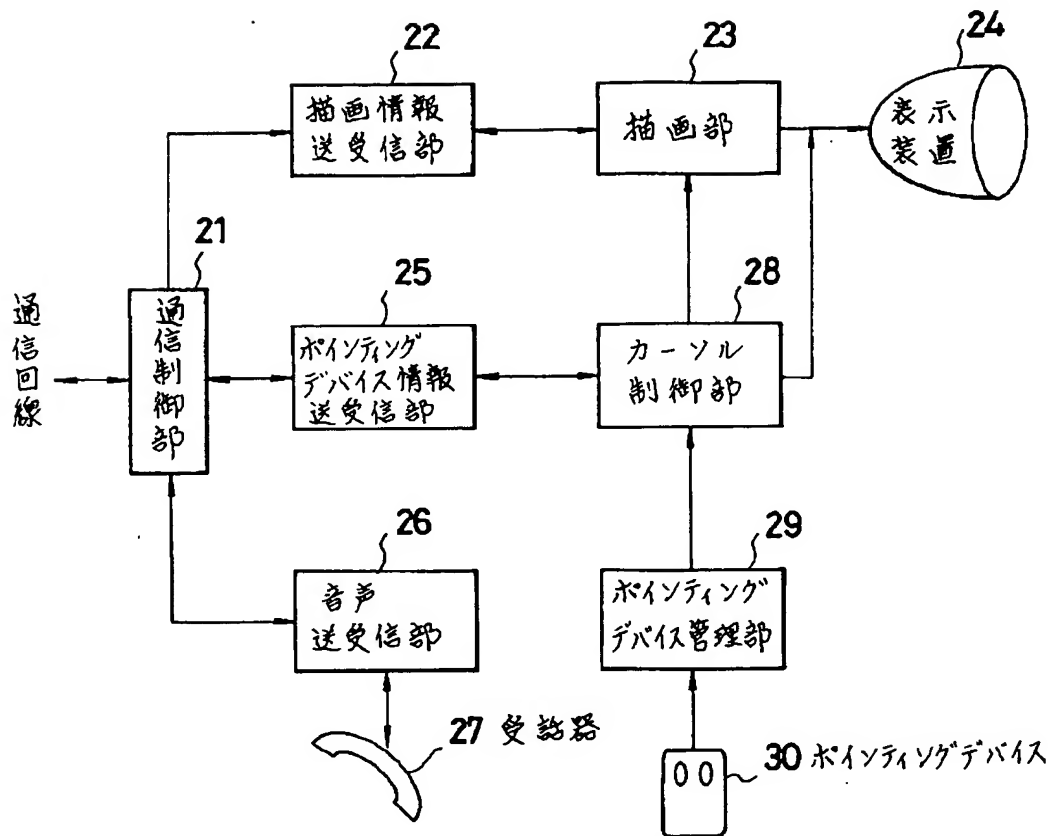 22
描画情報
送受信部
23
描画部
24
表示
装置
21
通信制御部
通信回線
25
ポインティング
デバイス情報
送受信部
28
カーソル
制御部
26
音声
送受信部
29
ポインティング
デバイス管理部
27 受話器
30 ポインティングデバイス